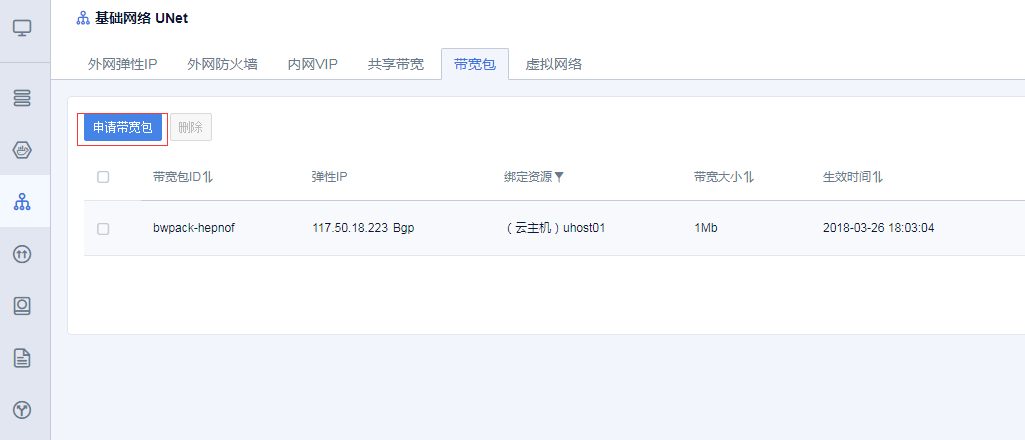 基础网络 UNet
外网弹性IP 外网防火墙 内网VIP 共享带宽 带宽包 虚拟网络
申请带宽包 删除
带宽包ID 弹性IP 绑定资源 带宽大小 生效时间
bwpack-hepnof 117.50.18.223 Bgp （云主机）uhost01 1Mb 2018-03-26 18:03:04